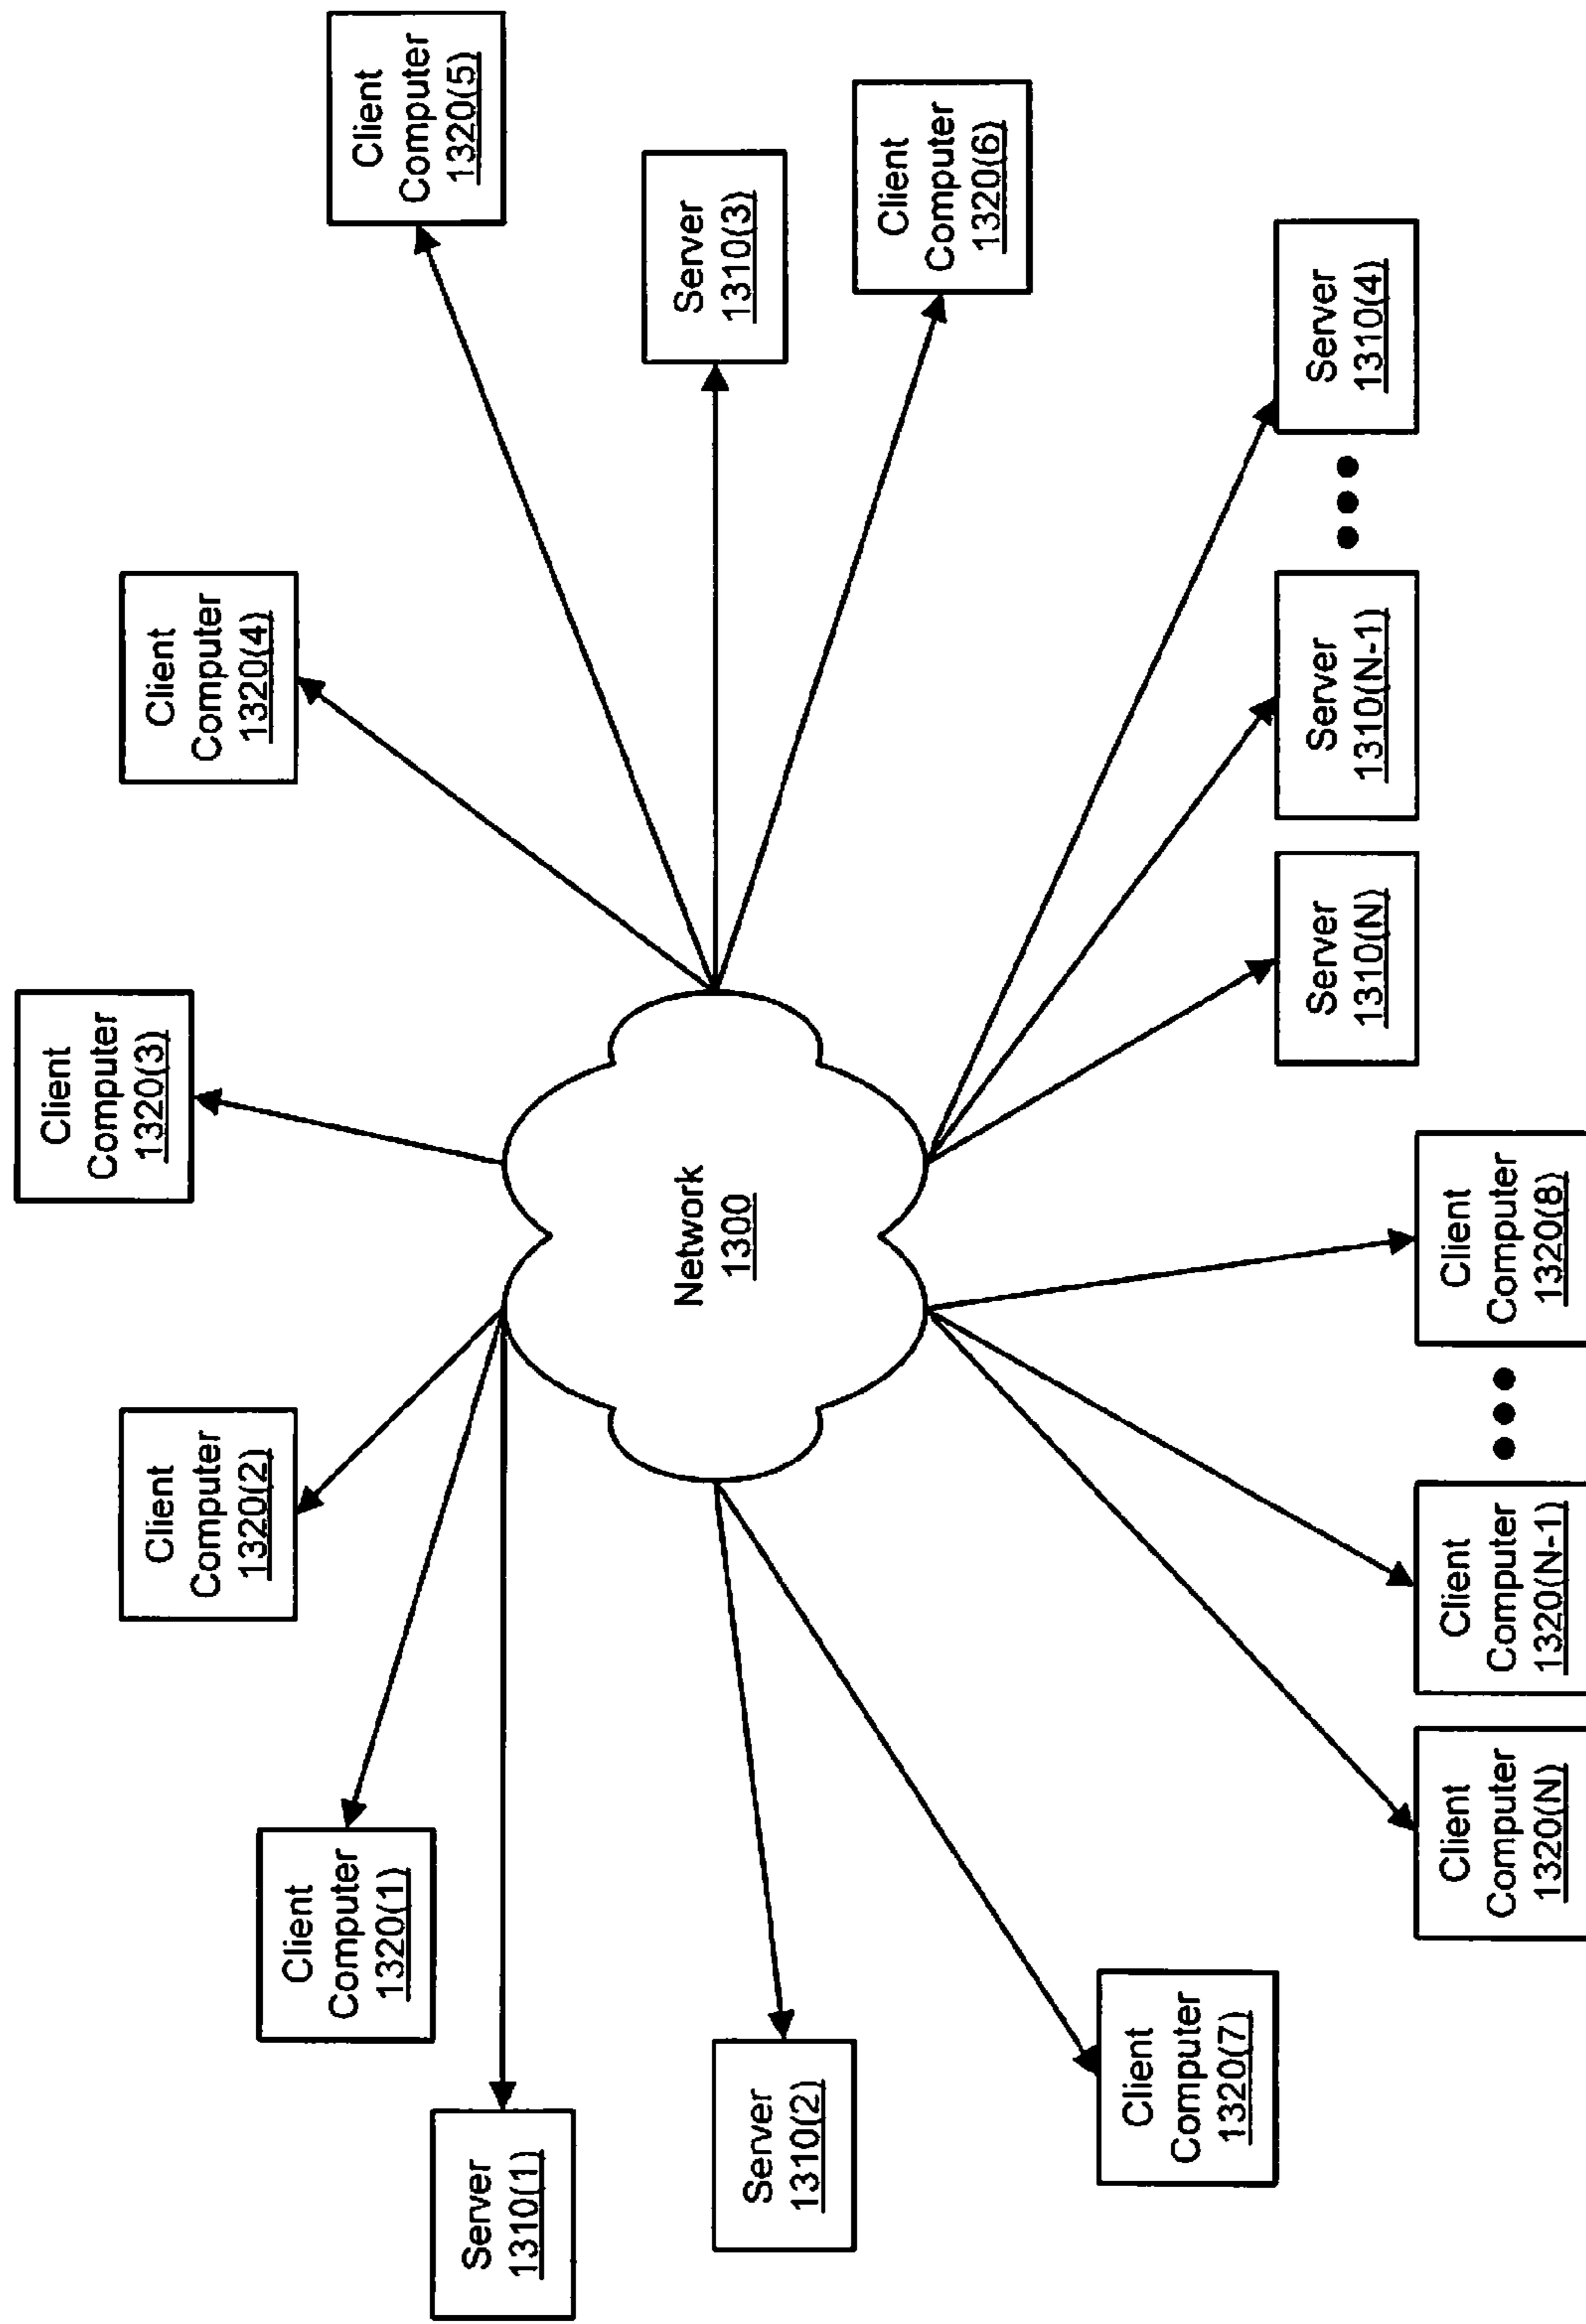 Client
Computer
1320(3)
Client
Computer
1320(2)
Client
Computer
1320(4)
Client
Computer
1320(1)
Client
Computer
1320(5)
Server
1310(1)
Server
1310(3)
Network
1300
Server
1310(2)
Client
Computer
1320(6)
Client
Computer
1320(7)
Server
1310(N)
Server
1310(N-1)
Server
1310(4)
Client
Computer
1320(N)
Client
Computer
1320(N-1)
Client
Computer
1320(8)